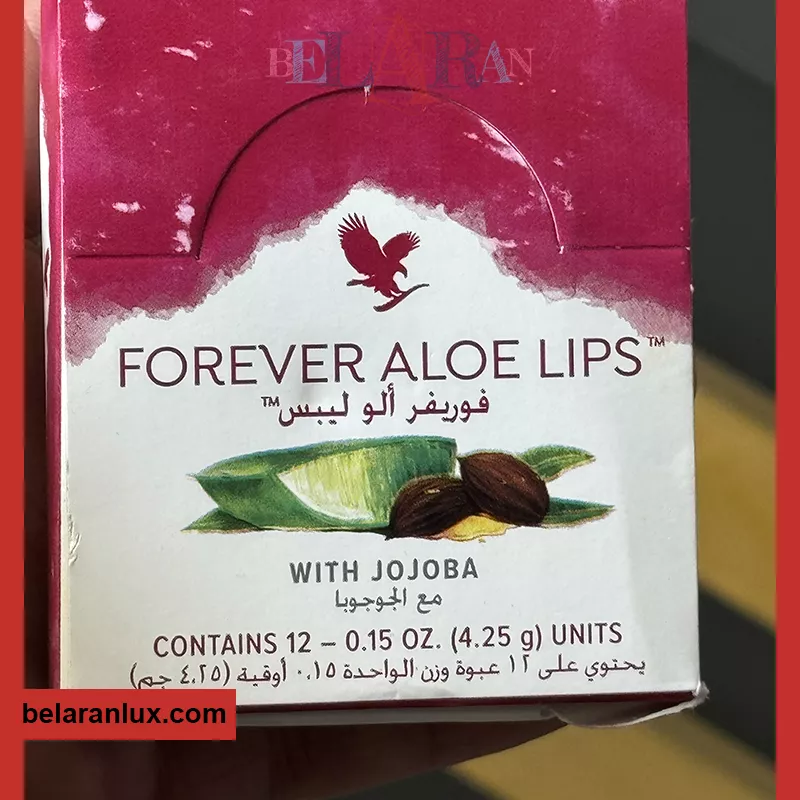 BELARAN
FOREVER ALOE LIPS™
فوريفر ألو ليبس™
WITH JOJOBA
مع الجوجوبا
CONTAINS 12 – 0.15 OZ. (4.25 g) UNITS
يحتوي على ١٢ عبوة وزن الواحدة ٠.١٥ أوقية (٤.٢٥ جم)
belaranlux.com